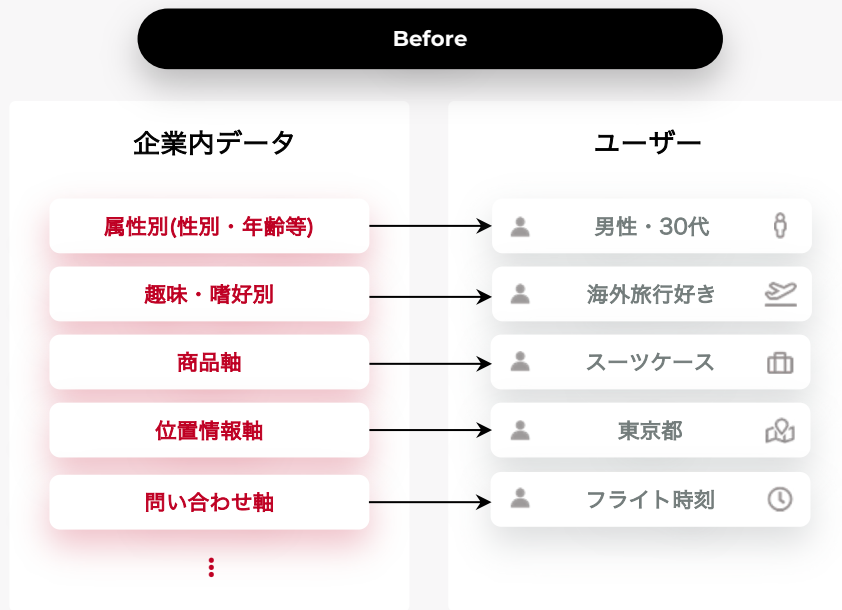 Before
企業内データ
ユーザー
属性別(性別・年齢等)
男性・30代
趣味・嗜好別
海外旅行好き
商品軸
スーツケース
位置情報軸
東京都
問い合わせ軸
フライト時刻